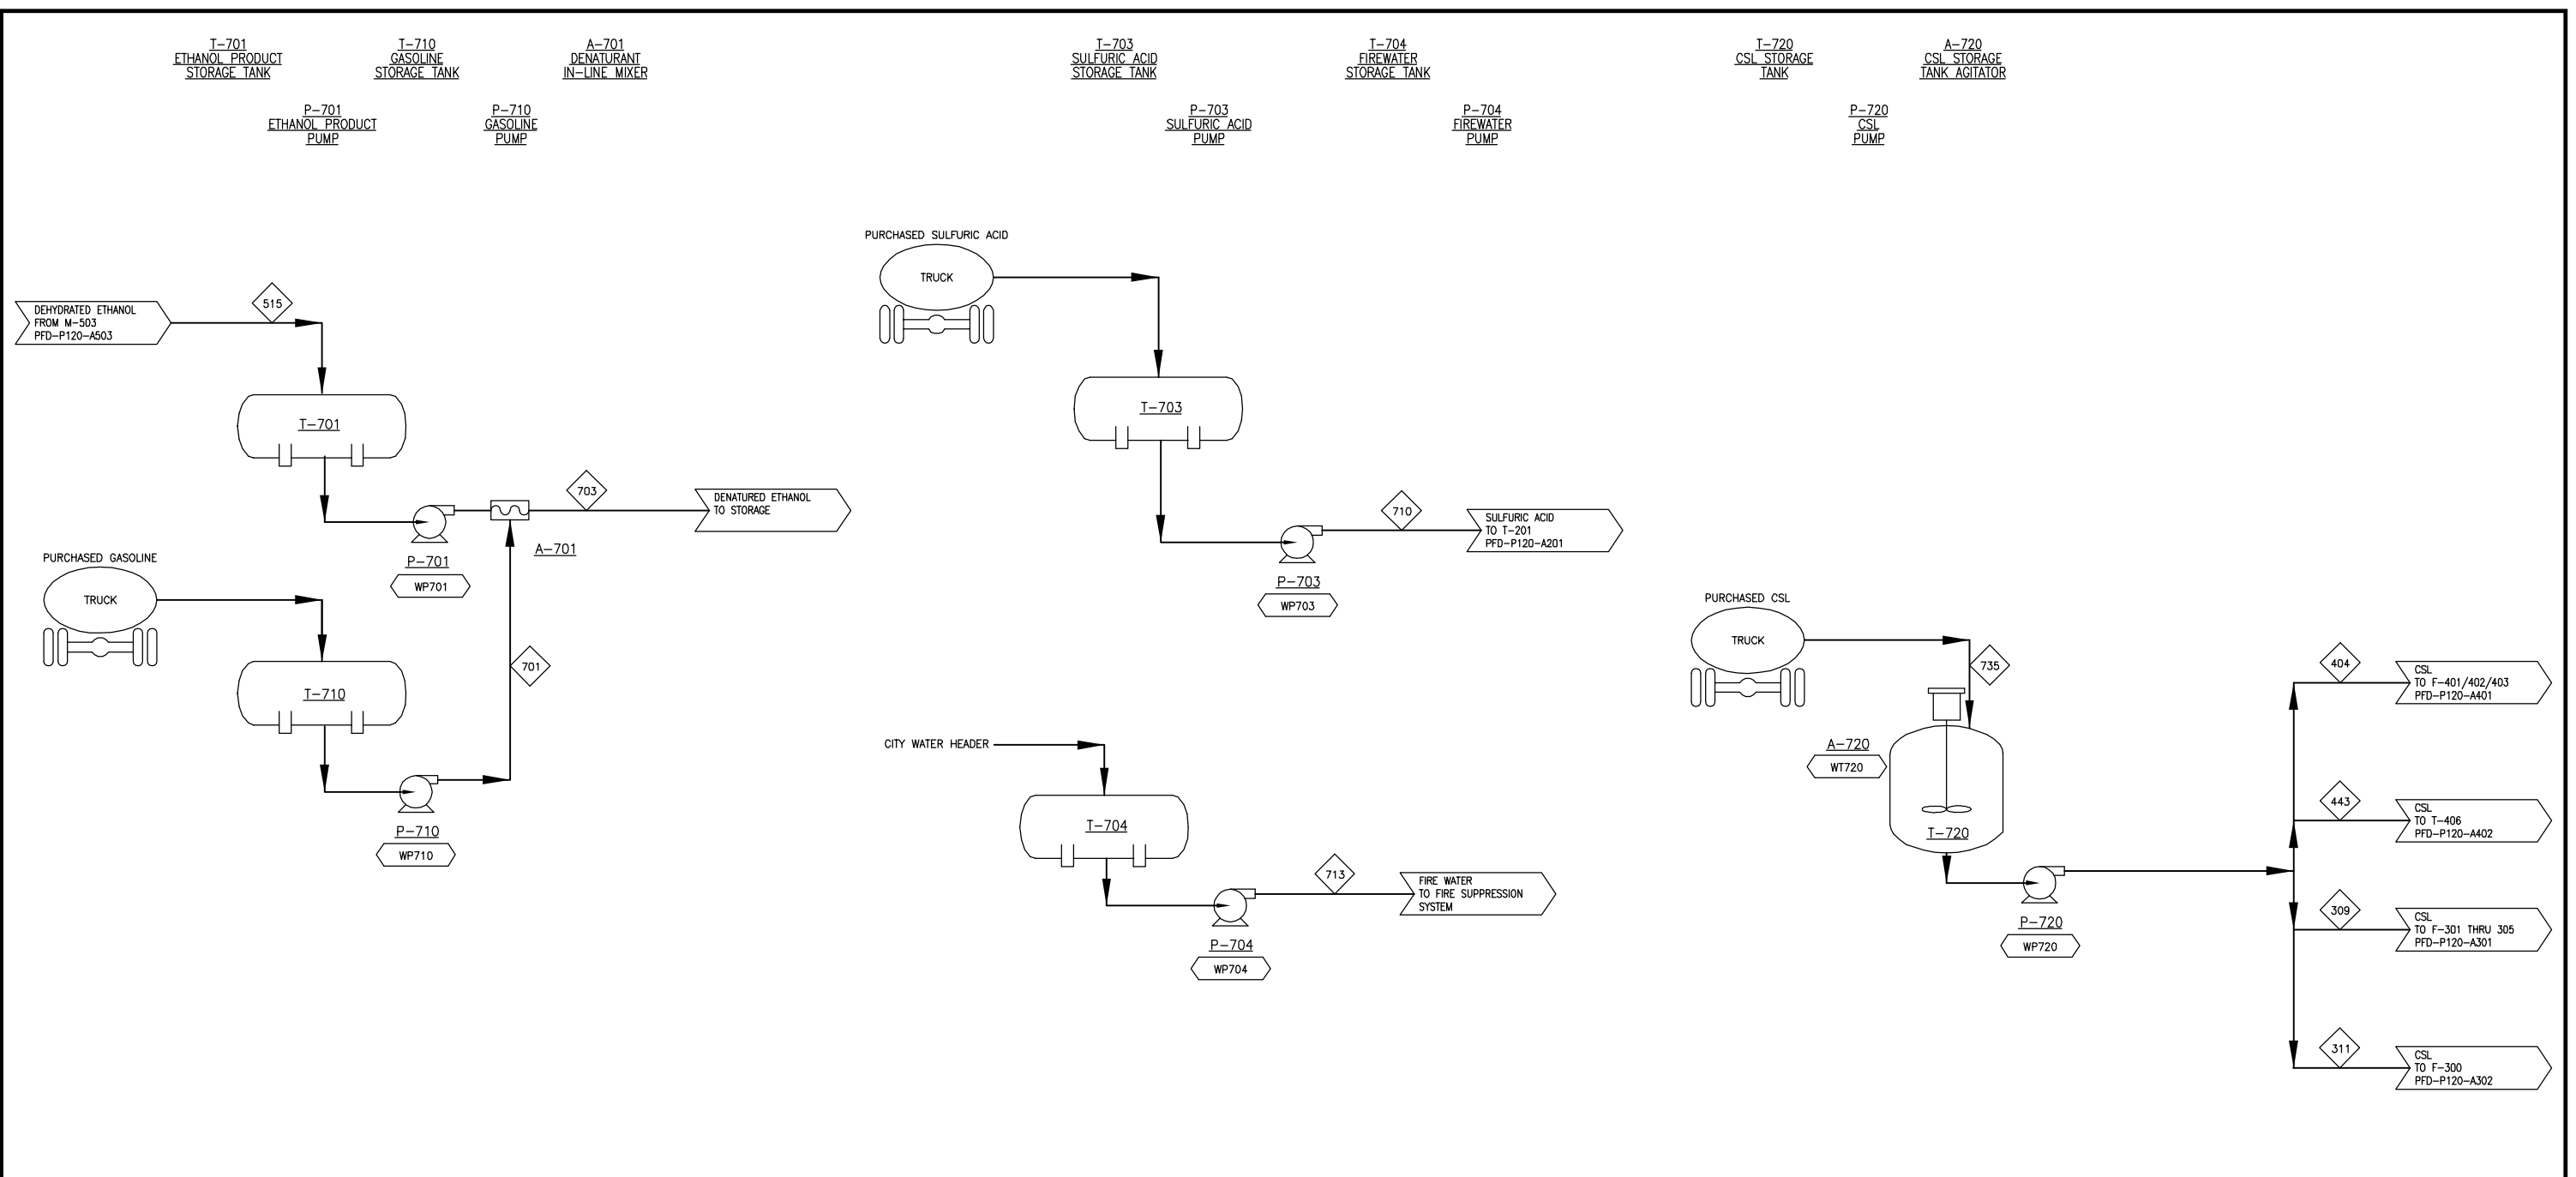 T-701
ETHANOL PRODUCT
STORAGE TANK
T-710
GASOLINE
STORAGE TANK
A-701
DENATURANT
IN-LINE MIXER
T-703
SULFURIC ACID
STORAGE TANK
T-704
FIREWATER
STORAGE TANK
T-720
CSL STORAGE
TANK
A-720
CSL STORAGE
TANK AGITATOR
P-701
ETHANOL PRODUCT
PUMP
P-710
GASOLINE
PUMP
P-703
SULFURIC ACID
PUMP
P-704
FIREWATER
PUMP
P-720
CSL
PUMP
DEHYDRATED ETHANOL
FROM M-503
PFD-P120-A503
515
T-701
P-701
WP701
A-701
703
DENATURED ETHANOL
TO STORAGE
PURCHASED GASOLINE
TRUCK
T-710
701
P-710
WP710
PURCHASED SULFURIC ACID
TRUCK
T-703
P-703
WP703
710
SULFURIC ACID
TO T-201
PFD-P120-A201
CITY WATER HEADER
T-704
P-704
WP704
713
FIRE WATER
TO FIRE SUPPRESSION
SYSTEM
PURCHASED CSL
TRUCK
735
A-720
WT720
T-720
P-720
WP720
404
CSL
TO F-401/402/403
PFD-P120-A401
443
CSL
TO T-406
PFD-P120-A402
309
CSL
TO F-301 THRU 305
PFD-P120-A301
311
CSL
TO F-300
PFD-P120-A302